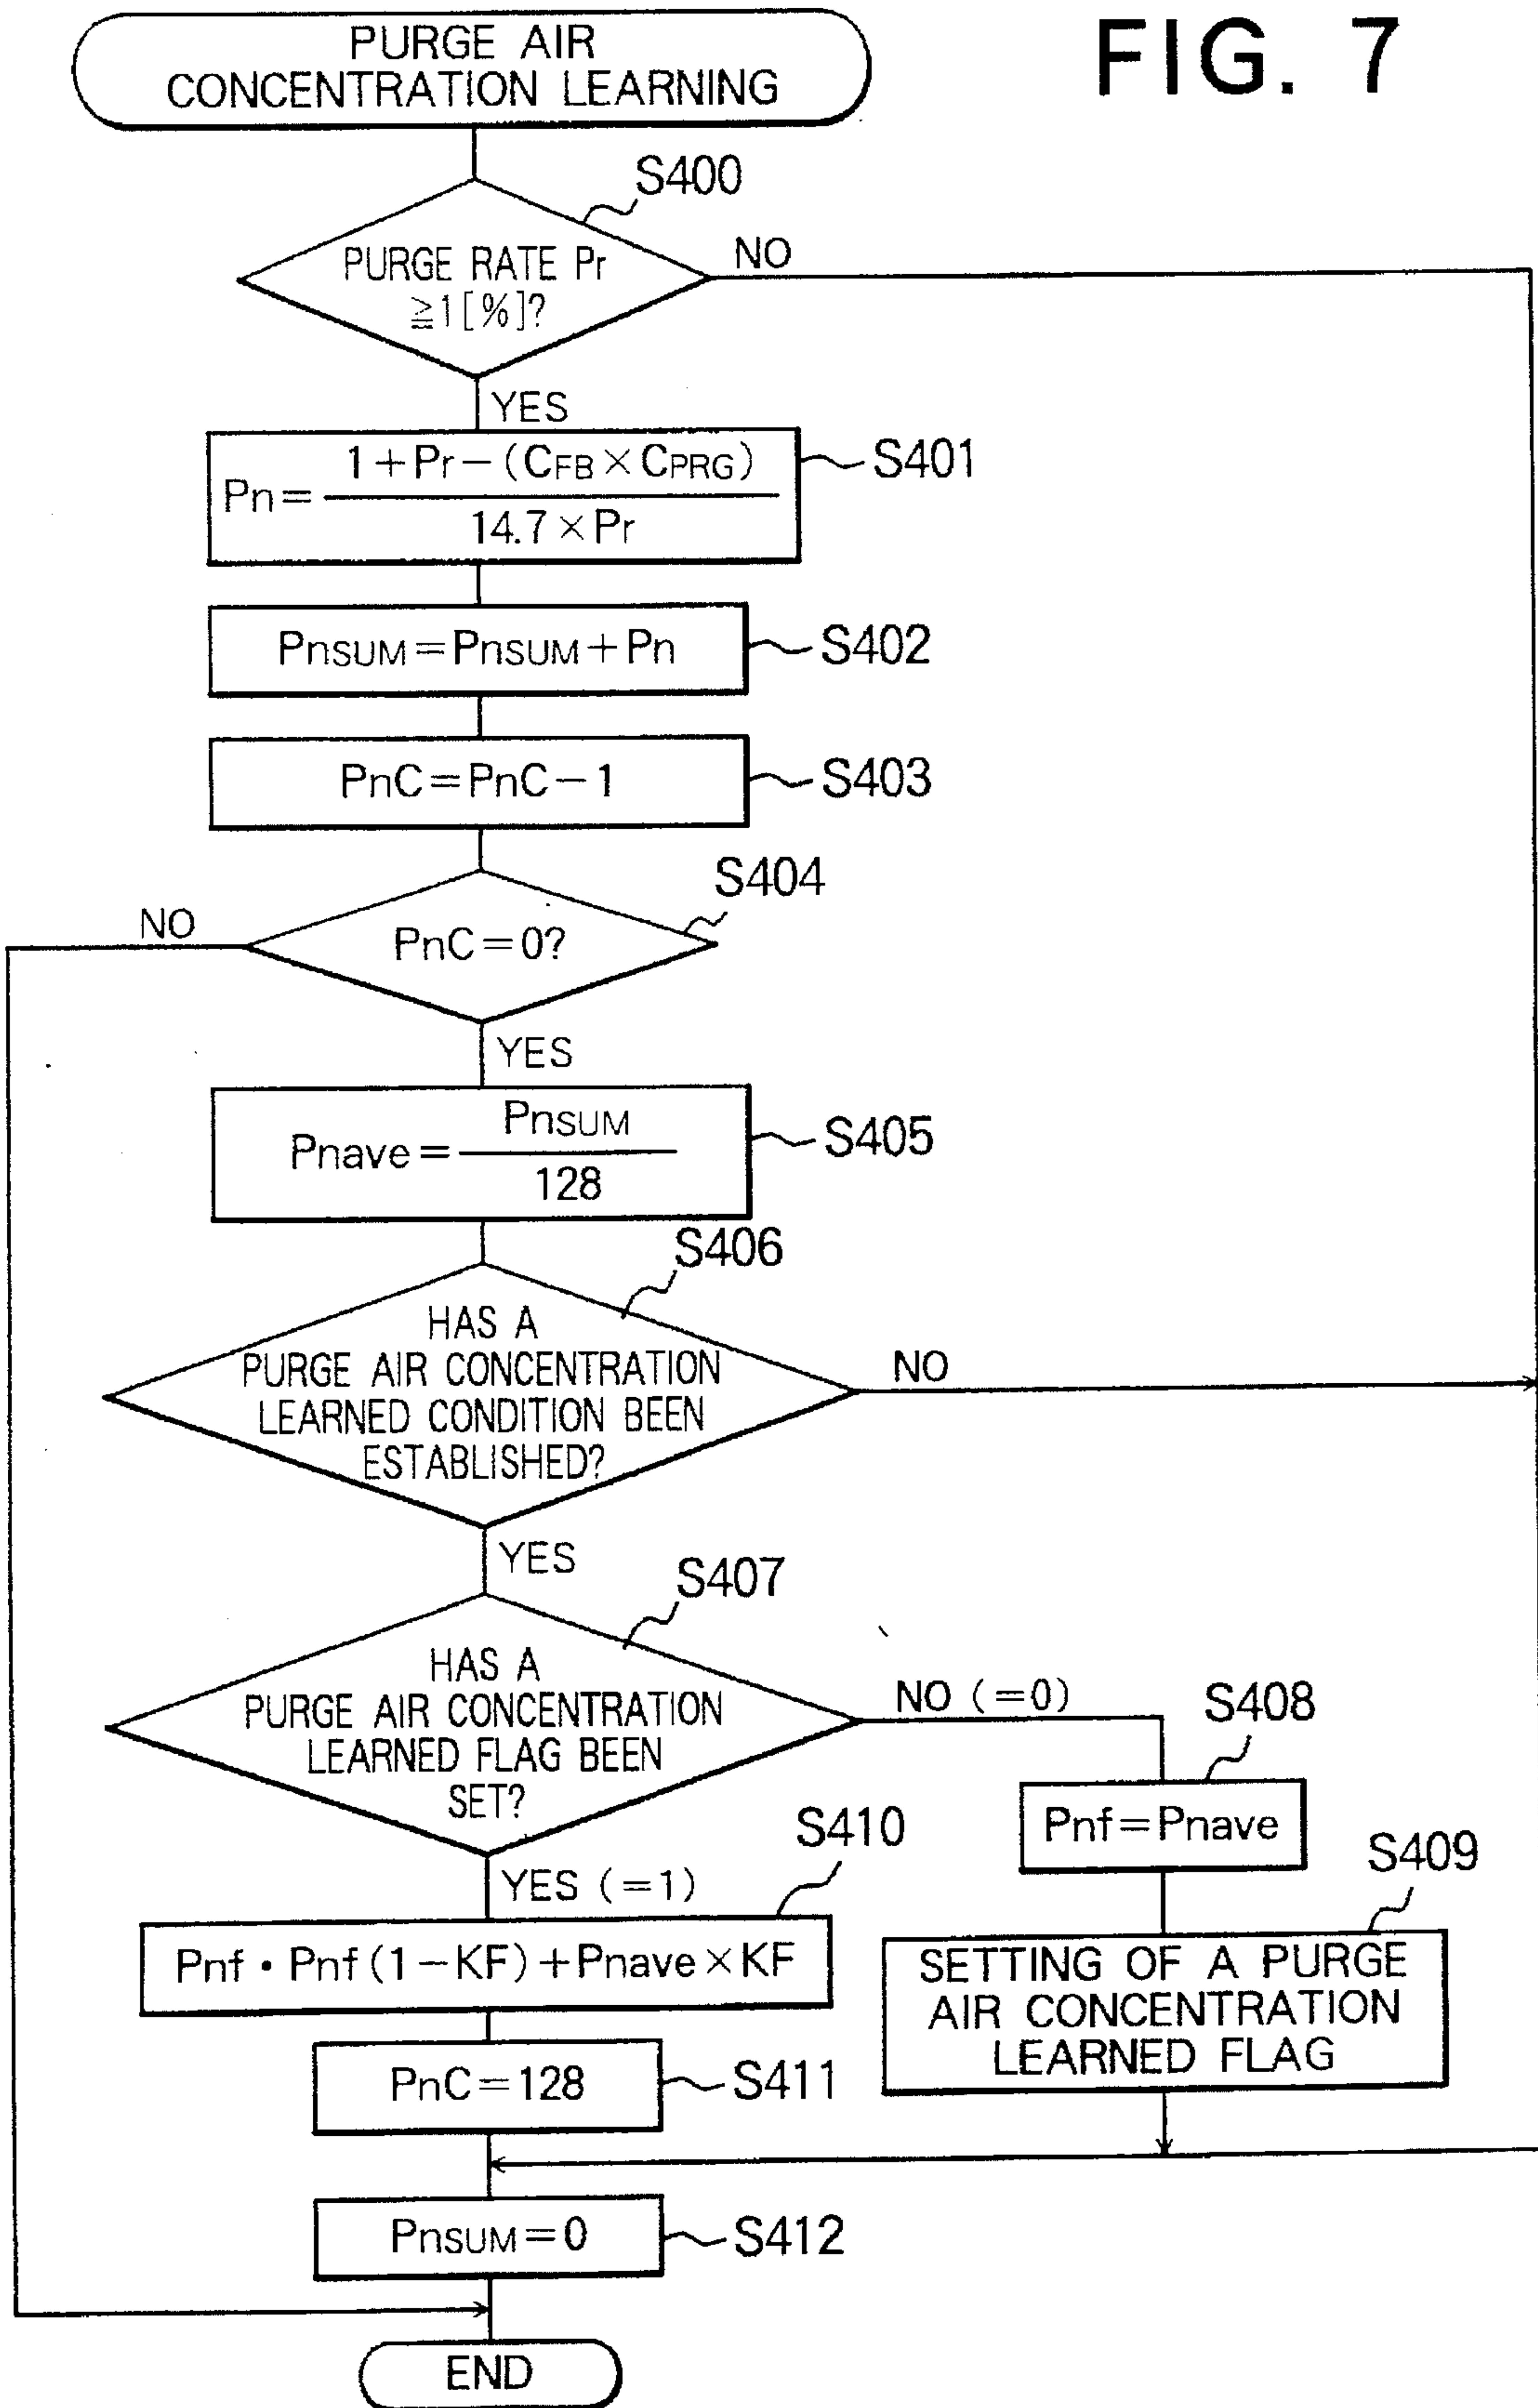 FIG. 7
PURGE AIR
CONCENTRATION LEARNING
S400
PURGE RATE Pr
≧1[%]?
NO
YES
Pn = 1+Pr−(CFB×CPRG) / 14.7×Pr
S401
PnSUM=PnSUM+Pn
S402
PnC=PnC−1
S403
S404
PnC=0?
NO
YES
Pnave= PnSUM / 128
S405
S406
HAS A
PURGE AIR CONCENTRATION
LEARNED CONDITION BEEN
ESTABLISHED?
NO
YES
S407
HAS A
PURGE AIR CONCENTRATION
LEARNED FLAG BEEN
SET?
NO (=0)
S408
Pnf=Pnave
S409
SETTING OF A PURGE
AIR CONCENTRATION
LEARNED FLAG
YES (=1)
S410
Pnf・Pnf(1−KF)+Pnave×KF
PnC=128
S411
PnSUM=0
S412
END